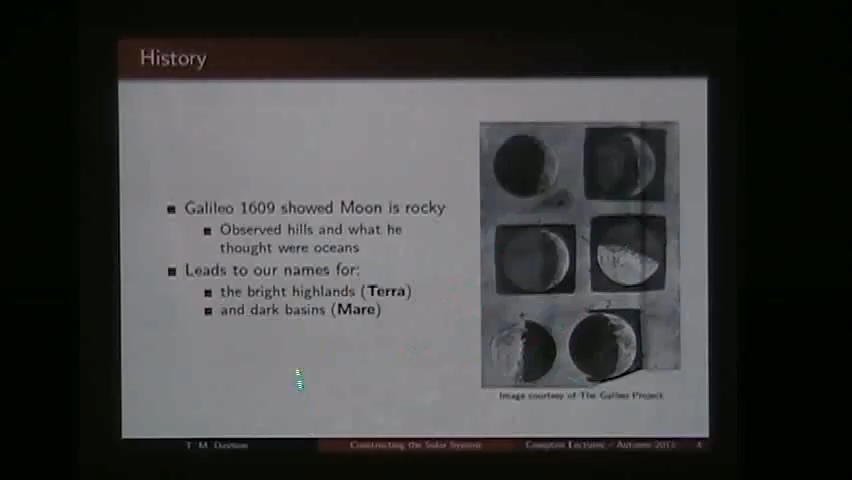 History
■ Galileo 1609 showed Moon is rocky
■ Observed hills and what he
thought were oceans
■ Leads to our names for:
■ the bright highlands (Terra)
■ and dark basins (Mare)
Image courtesy of The Galileo Project
T. M. Davison
Constructing the Solar System
Compton Lectures – Autumn 2012
4